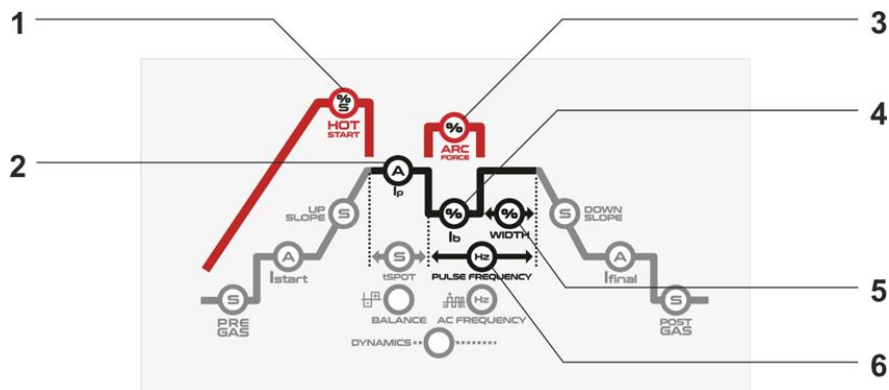 1
3
%
S
HOT
START
%
ARC
FORCE
4
2
A
Ip
UP
SLOPE
S
%
Ib
%
WIDTH
S
DOWN
SLOPE
A
Istart
S
tSPOT
Hz
PULSE FREQUENCY
A
Ifinal
5
S
PRE
GAS
BALANCE
Hz
AC FREQUENCY
S
POST
GAS
DYNAMICS
6